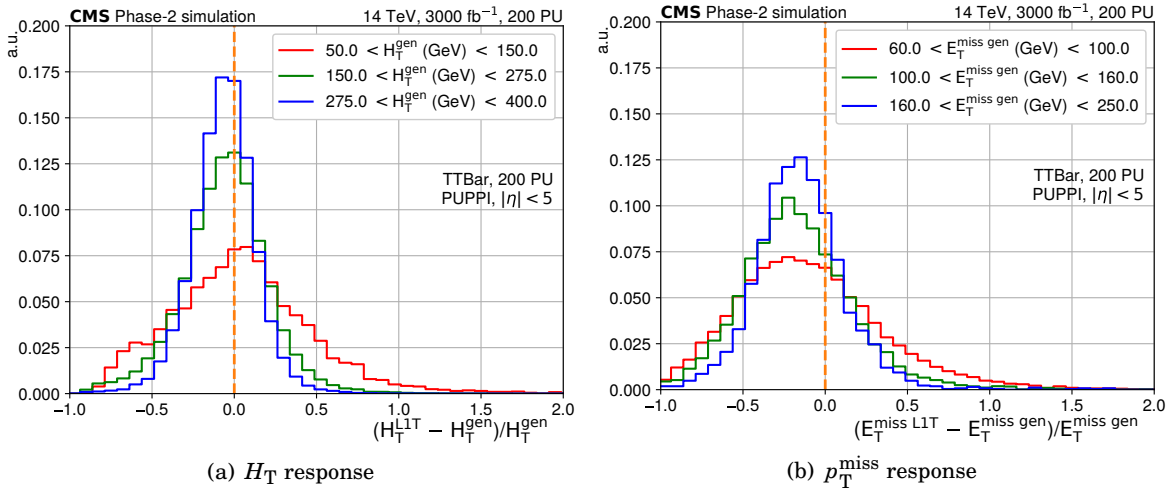 CMS Phase-2 simulation 14 TeV, 3000 fb⁻¹, 200 PU
a.u.
50.0 < H_T^gen (GeV) < 150.0
150.0 < H_T^gen (GeV) < 275.0
275.0 < H_T^gen (GeV) < 400.0
TTBar, 200 PU
PUPPI, |η| < 5
0.200
0.175
0.150
0.125
0.100
0.075
0.050
0.025
0.000
−1.0 −0.5 0.0 0.5 1.0 1.5 2.0
(H_T^L1T − H_T^gen)/H_T^gen
(a) H_T response
CMS Phase-2 simulation 14 TeV, 3000 fb⁻¹, 200 PU
a.u.
60.0 < E_T^miss gen (GeV) < 100.0
100.0 < E_T^miss gen (GeV) < 160.0
160.0 < E_T^miss gen (GeV) < 250.0
TTBar, 200 PU
PUPPI, |η| < 5
0.200
0.175
0.150
0.125
0.100
0.075
0.050
0.025
0.000
−1.0 −0.5 0.0 0.5 1.0 1.5 2.0
(E_T^miss L1T − E_T^miss gen)/E_T^miss gen
(b) p_T^miss response